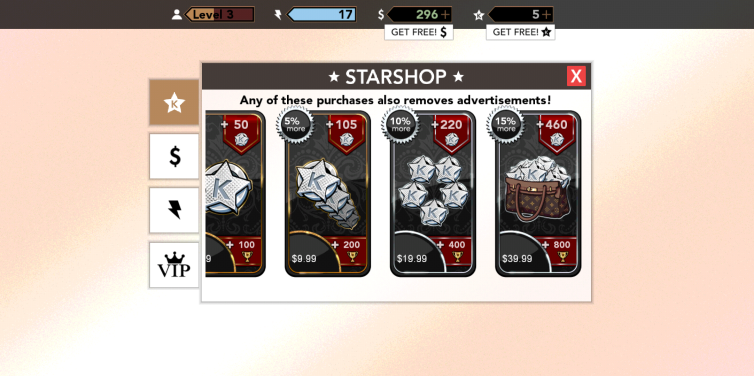 Level 3
17
$ 296 +
5 +
GET FREE! $
GET FREE!
STARSHOP
X
Any of these purchases also removes advertisements!
K
$
VIP
+ 50
K
+ 100
9
5%
more
+ 105
K
+ 200
$9.99
10%
more
+ 220
K
K
K
K
K
+ 400
$19.99
15%
more
+ 460
K
+ 800
$39.99